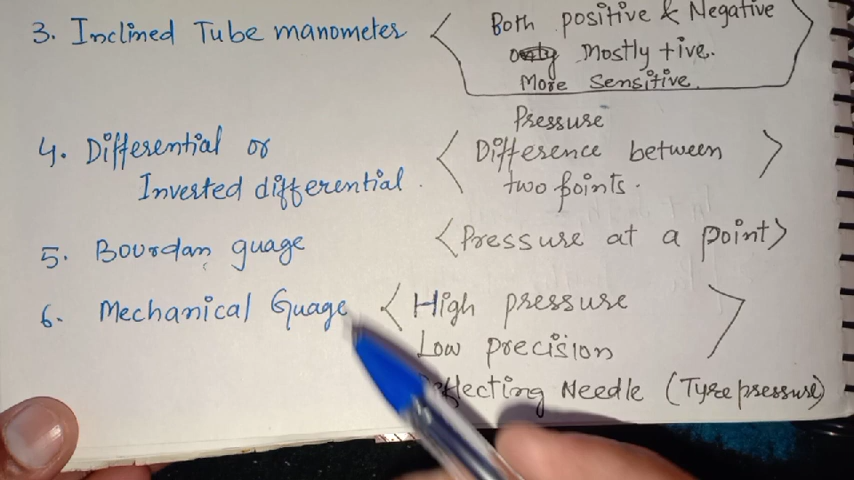 3. Inclined Tube manometer
Both positive & Negative
mostly +ive.
More Sensitive.
4. Differential or
Inverted differential.
Pressure
Difference between
two points.
5. Bourdan guage
<Pressure at a point>
6. Mechanical Guage
High pressure
Low precision
Needle (Tyre pressure)